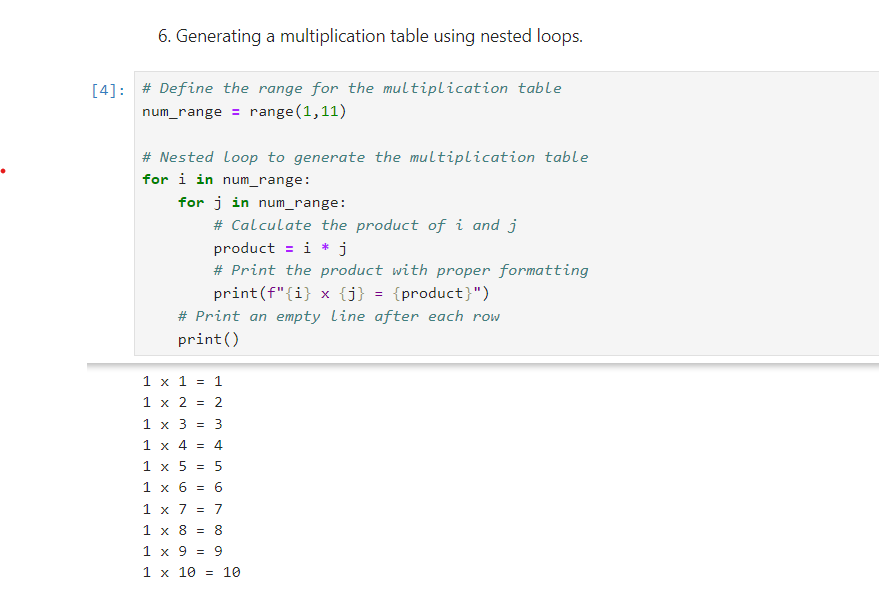 6. Generating a multiplication table using nested loops.
[4]: # Define the range for the multiplication table
num_range = range(1,11)
# Nested loop to generate the multiplication table
for i in num_range:
    for j in num_range:
        # Calculate the product of i and j
        product = i * j
        # Print the product with proper formatting
        print(f"{i} x {j} = {product}")
    # Print an empty line after each row
    print()
1 x 1 = 1
1 x 2 = 2
1 x 3 = 3
1 x 4 = 4
1 x 5 = 5
1 x 6 = 6
1 x 7 = 7
1 x 8 = 8
1 x 9 = 9
1 x 10 = 10